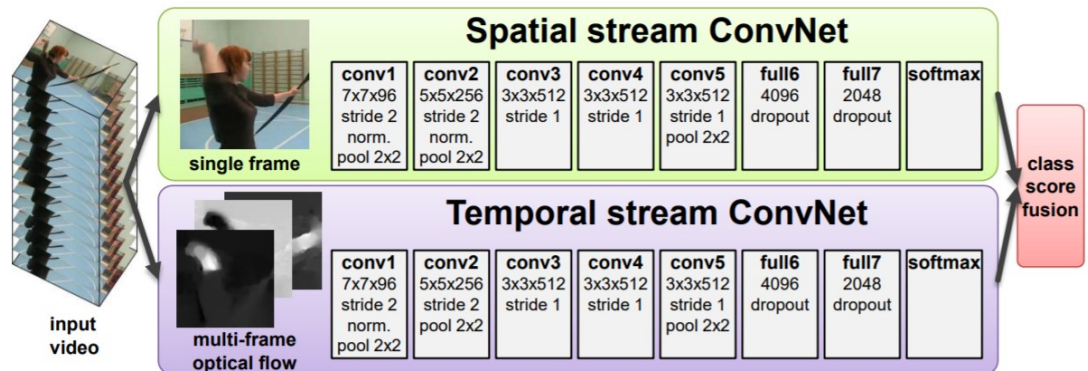 Spatial stream ConvNet
conv1
7x7x96
stride 2
norm.
pool 2x2
conv2
5x5x256
stride 2
norm.
pool 2x2
conv3
3x3x512
stride 1
conv4
3x3x512
stride 1
conv5
3x3x512
stride 1
pool 2x2
full6
4096
dropout
full7
2048
dropout
softmax
single frame
Temporal stream ConvNet
conv1
7x7x96
stride 2
norm.
pool 2x2
conv2
5x5x256
stride 2
pool 2x2
conv3
3x3x512
stride 1
conv4
3x3x512
stride 1
conv5
3x3x512
stride 1
pool 2x2
full6
4096
dropout
full7
2048
dropout
softmax
multi-frame
optical flow
input
video
class
score
fusion